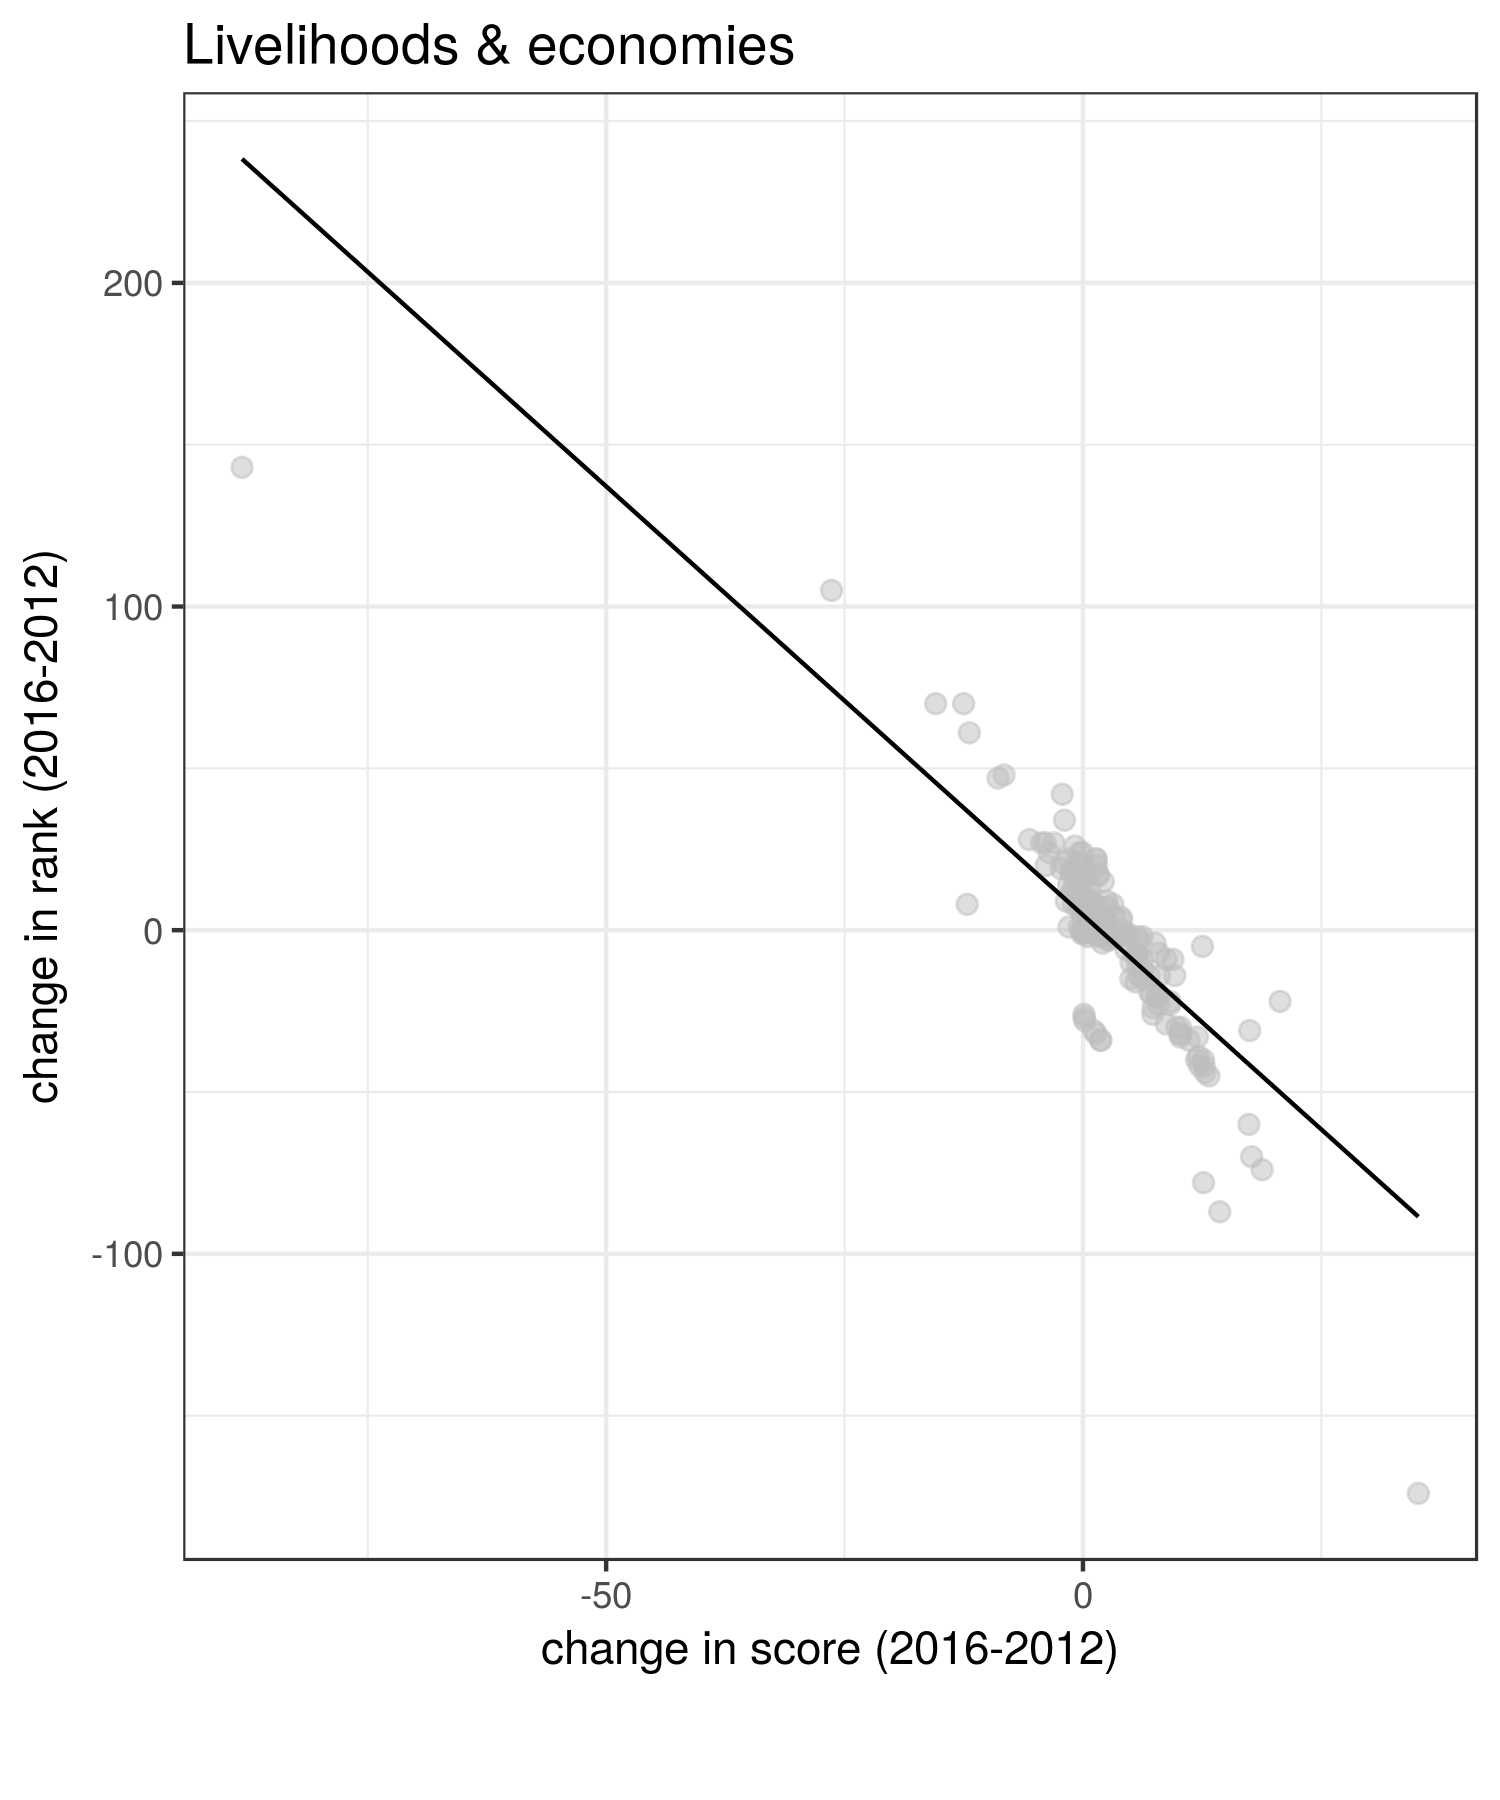 Livelihoods & economies
change in rank (2016-2012)
200
100
0
-100
-50
0
change in score (2016-2012)